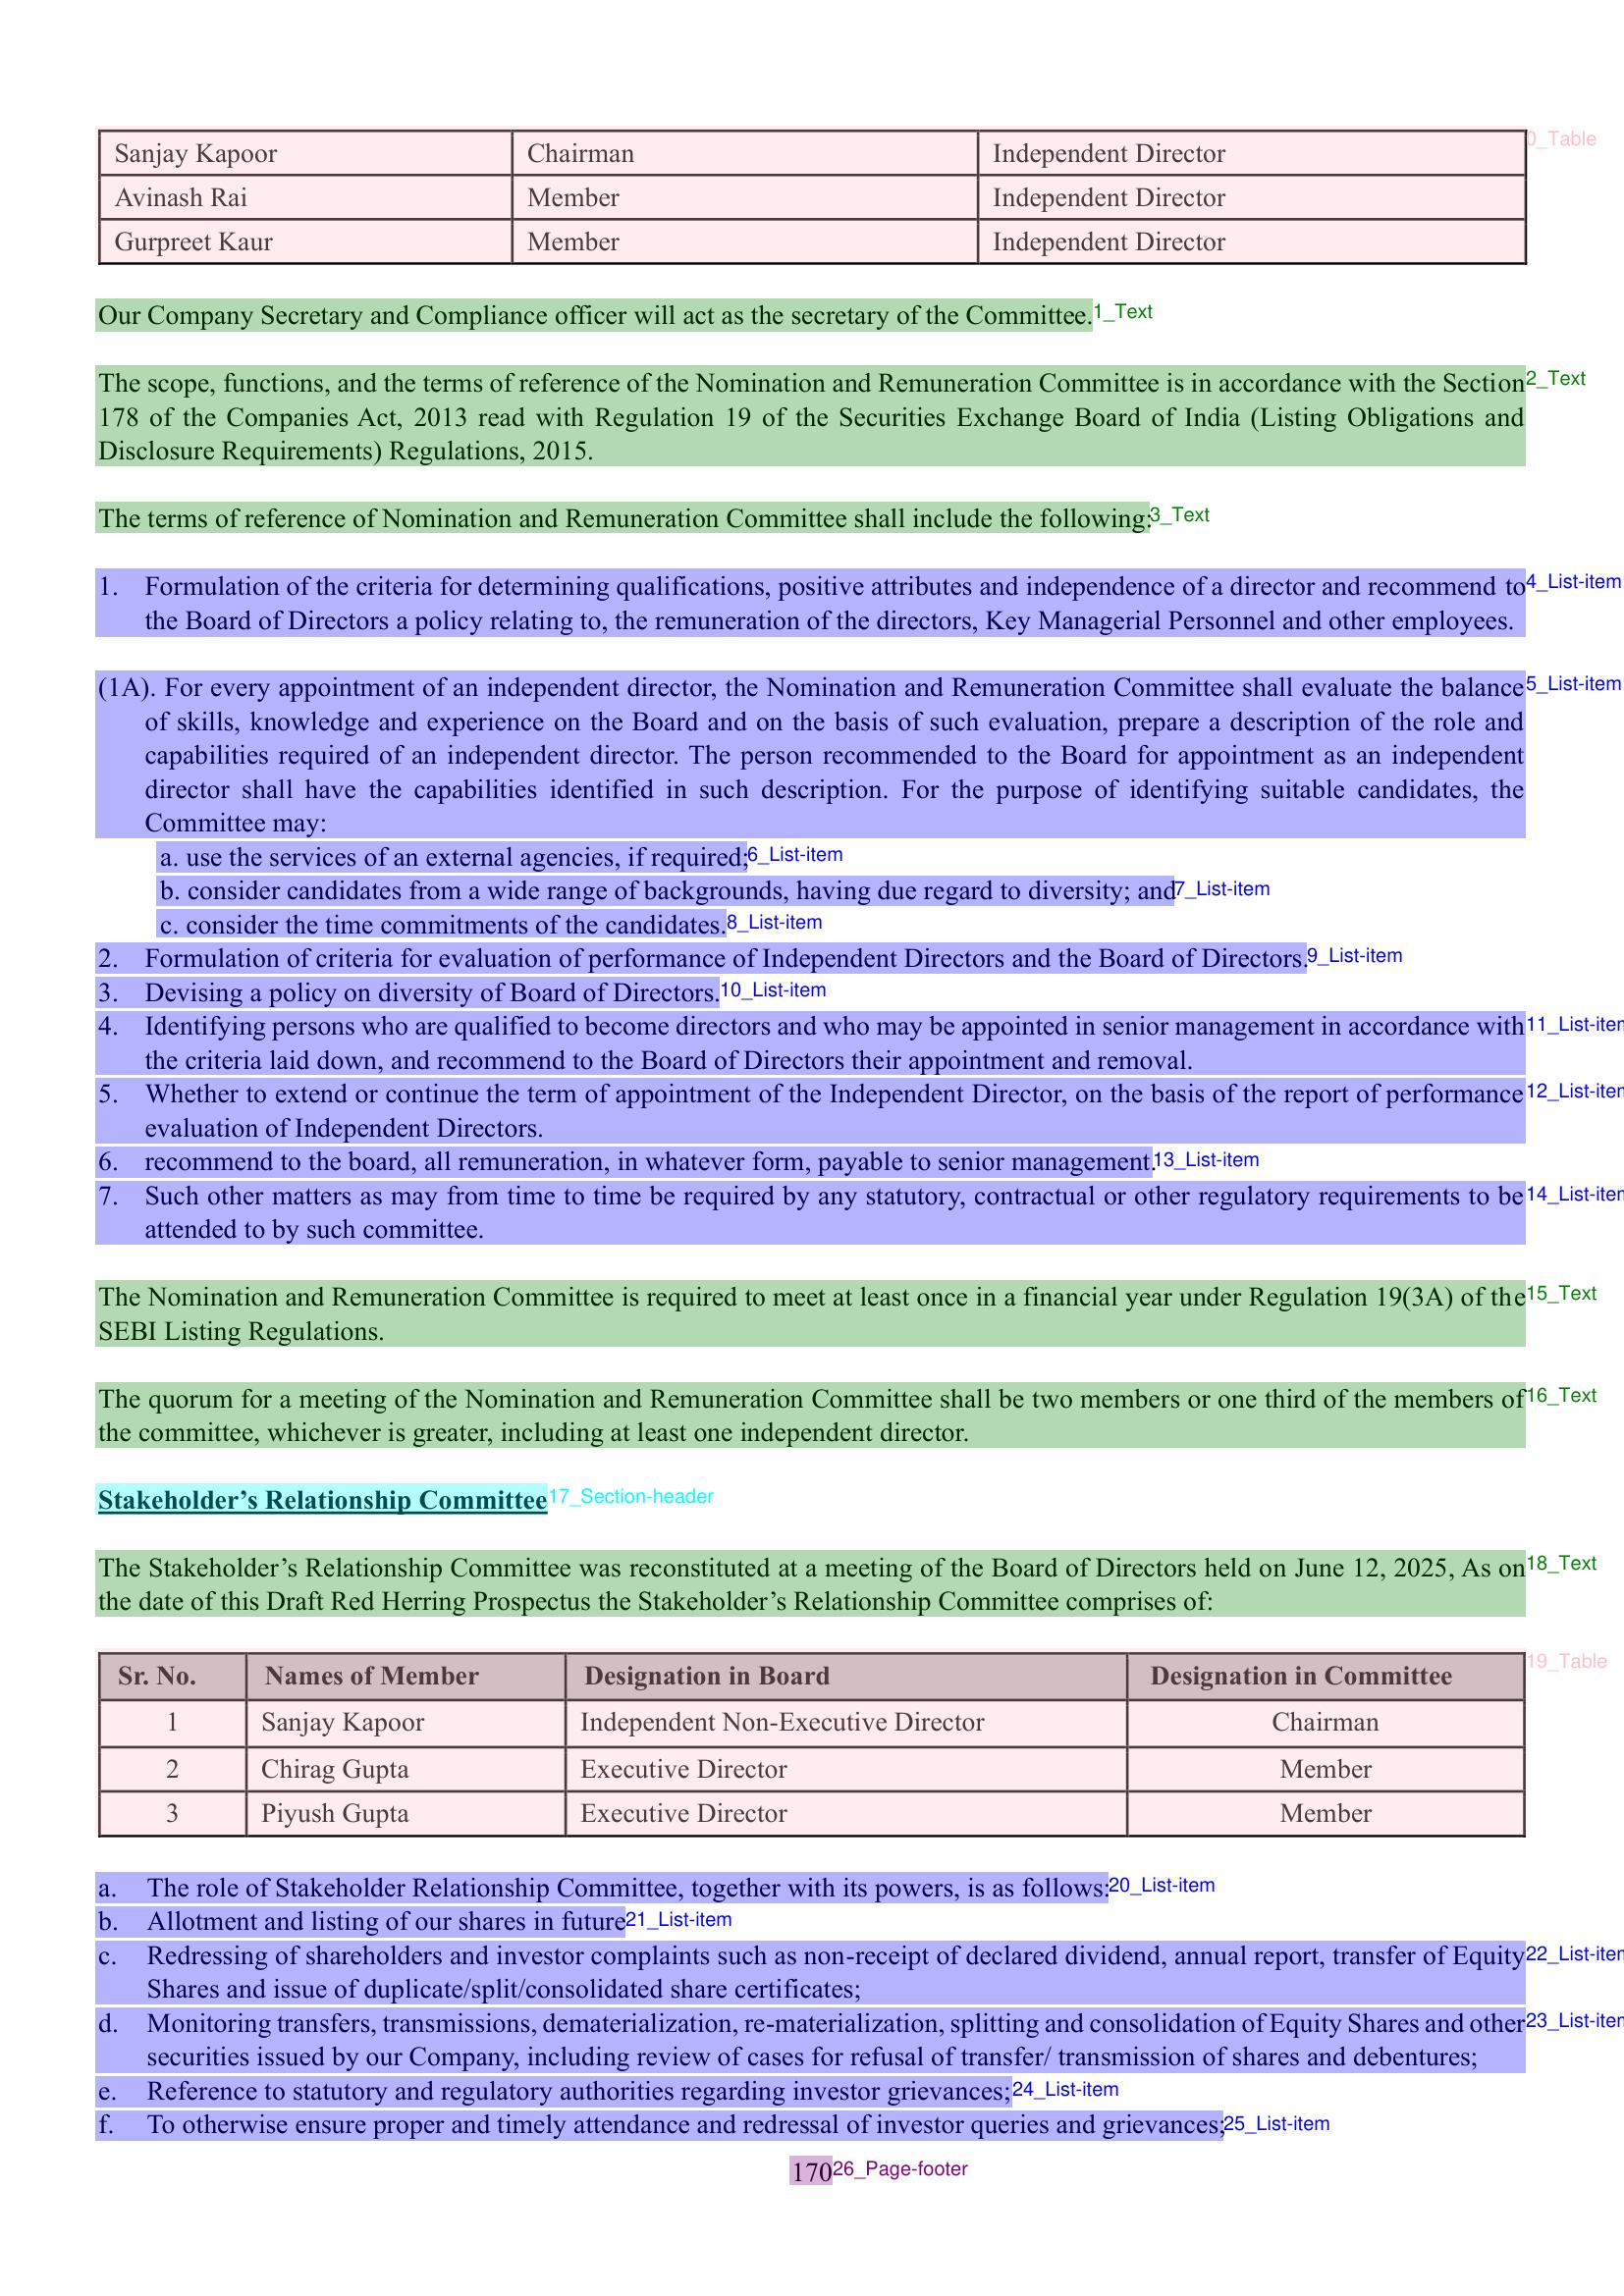 Sanjay Kapoor Chairman Independent Director 0_Table
Avinash Rai Member Independent Director
Gurpreet Kaur Member Independent Director
Our Company Secretary and Compliance officer will act as the secretary of the Committee. 1_Text
The scope, functions, and the terms of reference of the Nomination and Remuneration Committee is in accordance with the Section 2_Text
178 of the Companies Act, 2013 read with Regulation 19 of the Securities Exchange Board of India (Listing Obligations and
Disclosure Requirements) Regulations, 2015.
The terms of reference of Nomination and Remuneration Committee shall include the following: 3_Text
1. Formulation of the criteria for determining qualifications, positive attributes and independence of a director and recommend to 4_List-item
the Board of Directors a policy relating to, the remuneration of the directors, Key Managerial Personnel and other employees.
(1A). For every appointment of an independent director, the Nomination and Remuneration Committee shall evaluate the balance 5_List-item
of skills, knowledge and experience on the Board and on the basis of such evaluation, prepare a description of the role and
capabilities required of an independent director. The person recommended to the Board for appointment as an independent
director shall have the capabilities identified in such description. For the purpose of identifying suitable candidates, the
Committee may:
a. use the services of an external agencies, if required; 6_List-item
b. consider candidates from a wide range of backgrounds, having due regard to diversity; and 7_List-item
c. consider the time commitments of the candidates. 8_List-item
2. Formulation of criteria for evaluation of performance of Independent Directors and the Board of Directors. 9_List-item
3. Devising a policy on diversity of Board of Directors. 10_List-item
4. Identifying persons who are qualified to become directors and who may be appointed in senior management in accordance with 11_List-item
the criteria laid down, and recommend to the Board of Directors their appointment and removal.
5. Whether to extend or continue the term of appointment of the Independent Director, on the basis of the report of performance 12_List-item
evaluation of Independent Directors.
6. recommend to the board, all remuneration, in whatever form, payable to senior management. 13_List-item
7. Such other matters as may from time to time be required by any statutory, contractual or other regulatory requirements to be 14_List-item
attended to by such committee.
The Nomination and Remuneration Committee is required to meet at least once in a financial year under Regulation 19(3A) of the 15_Text
SEBI Listing Regulations.
The quorum for a meeting of the Nomination and Remuneration Committee shall be two members or one third of the members of 16_Text
the committee, whichever is greater, including at least one independent director.
Stakeholder’s Relationship Committee 17_Section-header
The Stakeholder’s Relationship Committee was reconstituted at a meeting of the Board of Directors held on June 12, 2025, As on 18_Text
the date of this Draft Red Herring Prospectus the Stakeholder’s Relationship Committee comprises of:
Sr. No. Names of Member Designation in Board Designation in Committee 19_Table
1 Sanjay Kapoor Independent Non-Executive Director Chairman
2 Chirag Gupta Executive Director Member
3 Piyush Gupta Executive Director Member
a. The role of Stakeholder Relationship Committee, together with its powers, is as follows: 20_List-item
b. Allotment and listing of our shares in future 21_List-item
c. Redressing of shareholders and investor complaints such as non-receipt of declared dividend, annual report, transfer of Equity 22_List-item
Shares and issue of duplicate/split/consolidated share certificates;
d. Monitoring transfers, transmissions, dematerialization, re-materialization, splitting and consolidation of Equity Shares and other 23_List-item
securities issued by our Company, including review of cases for refusal of transfer/ transmission of shares and debentures;
e. Reference to statutory and regulatory authorities regarding investor grievances; 24_List-item
f. To otherwise ensure proper and timely attendance and redressal of investor queries and grievances; 25_List-item
170 26_Page-footer